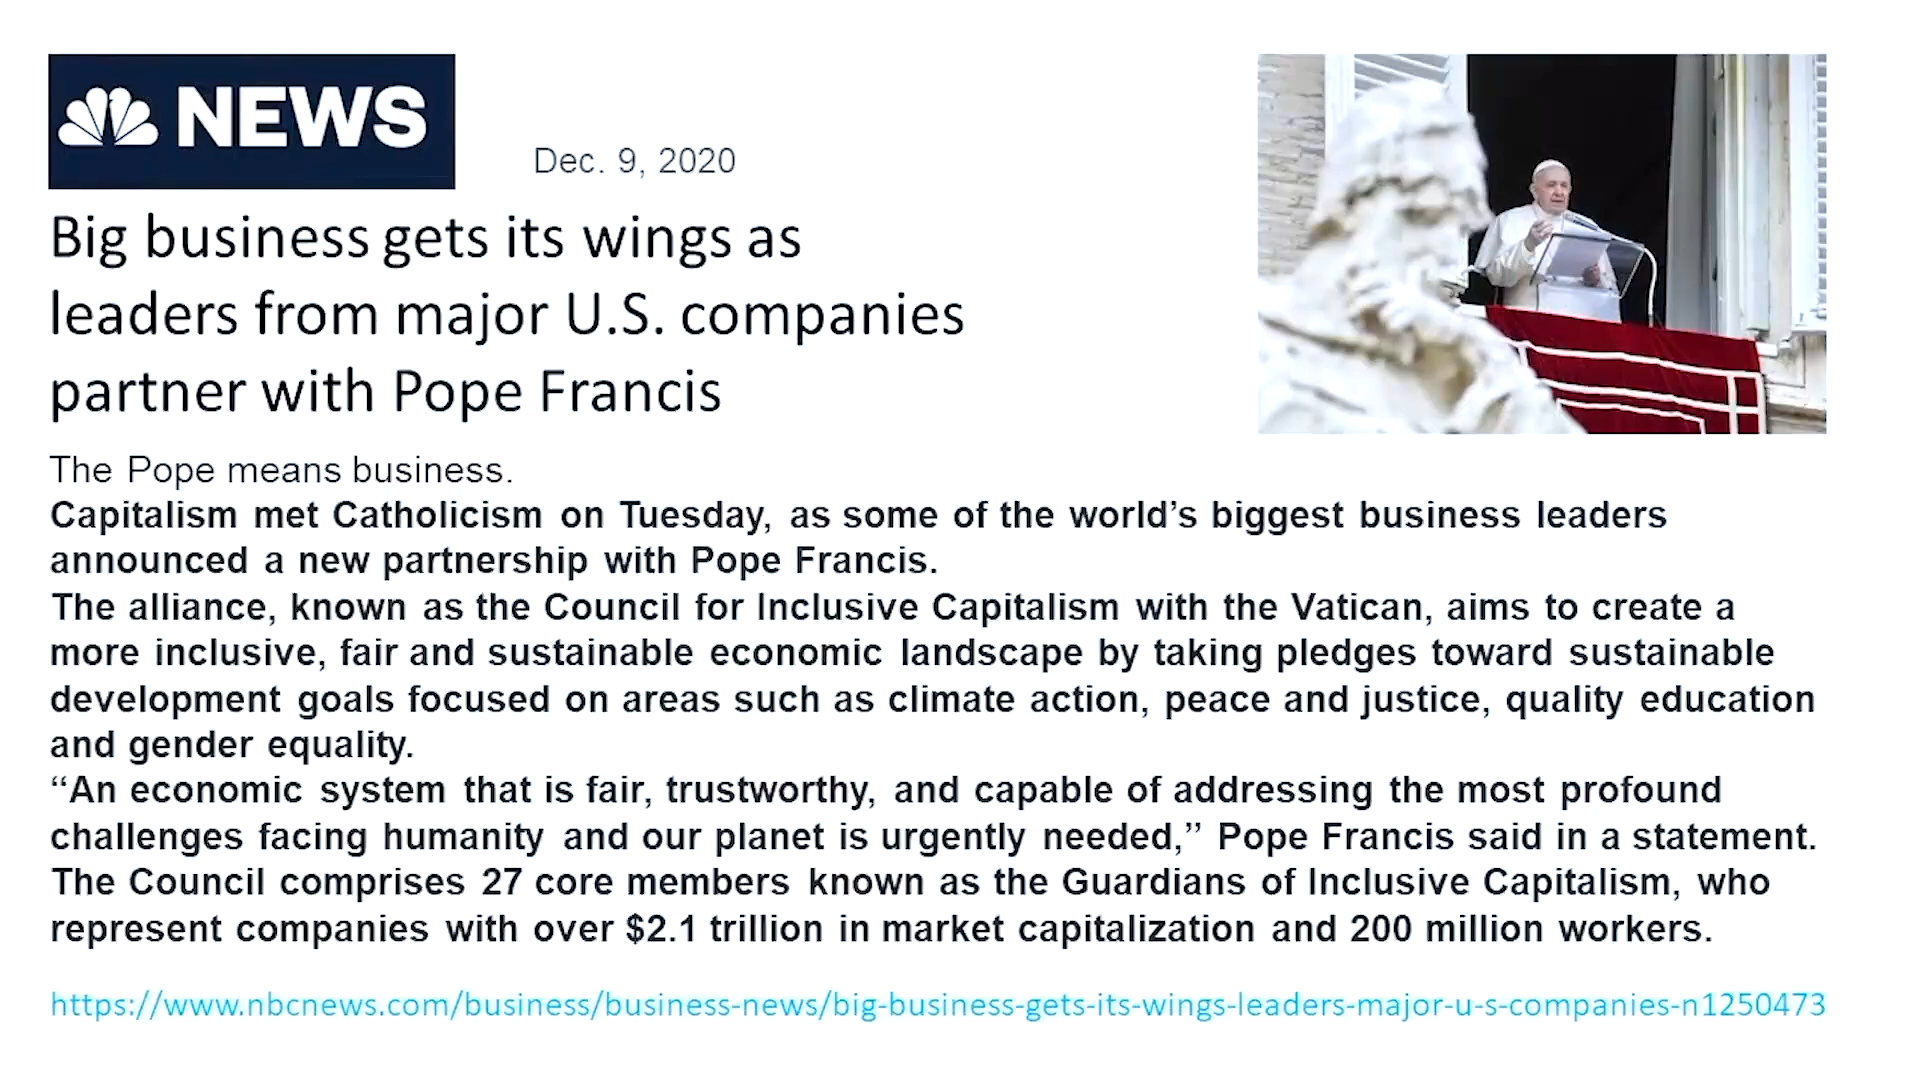 NEWS
Dec. 9, 2020
Big business gets its wings as
leaders from major U.S. companies
partner with Pope Francis
The Pope means business.
Capitalism met Catholicism on Tuesday, as some of the world’s biggest business leaders
announced a new partnership with Pope Francis.
The alliance, known as the Council for Inclusive Capitalism with the Vatican, aims to create a
more inclusive, fair and sustainable economic landscape by taking pledges toward sustainable
development goals focused on areas such as climate action, peace and justice, quality education
and gender equality.
“An economic system that is fair, trustworthy, and capable of addressing the most profound
challenges facing humanity and our planet is urgently needed,” Pope Francis said in a statement.
The Council comprises 27 core members known as the Guardians of Inclusive Capitalism, who
represent companies with over $2.1 trillion in market capitalization and 200 million workers.
https://www.nbcnews.com/business/business-news/big-business-gets-its-wings-leaders-major-u-s-companies-n1250473